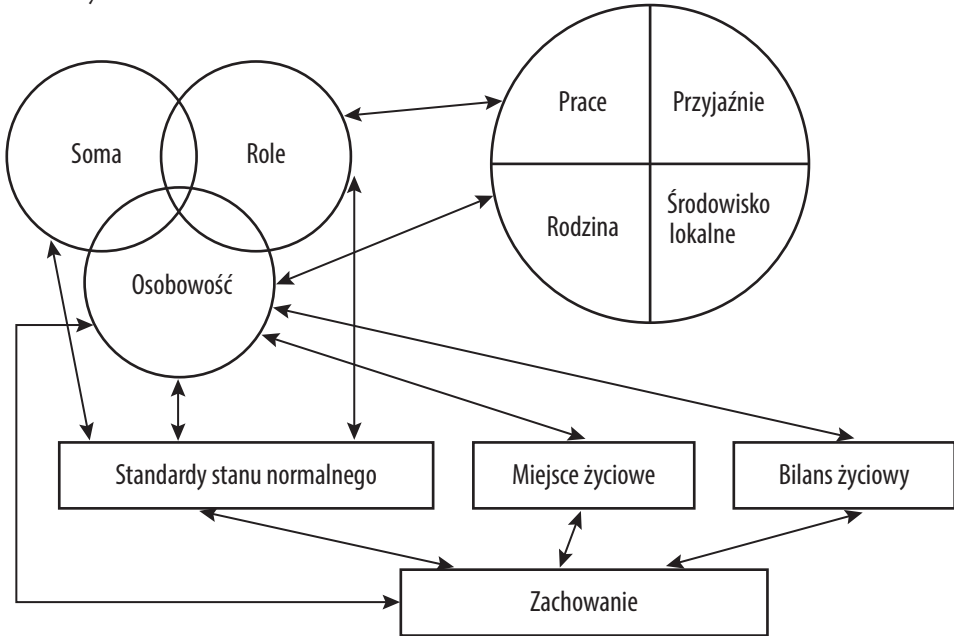 Soma
Role
Prace
Przyjaźnie
Rodzina
Środowisko
lokalne
Osobowość
Standardy stanu normalnego
Miejsce życiowe
Bilans życiowy
Zachowanie